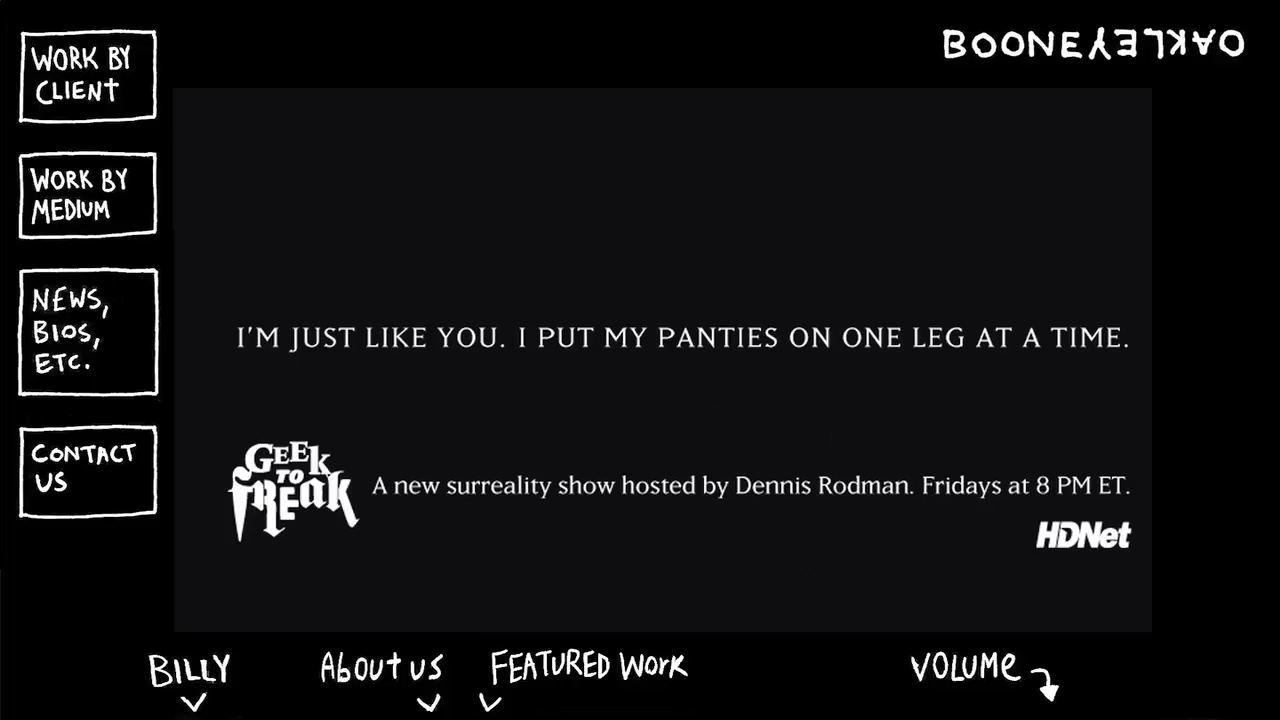 WORK BY
CLIENT
WORK BY
MEDIUM
NEWS,
BIOS,
ETC.
CONTACT
US
BOONEYEꓶKAO
I'M JUST LIKE YOU. I PUT MY PANTIES ON ONE LEG AT A TIME.
GEEK
TO
FREAK
A new surreality show hosted by Dennis Rodman. Fridays at 8 PM ET.
HDNet
BILLY
About us
FEATURED WORK
VOLUME